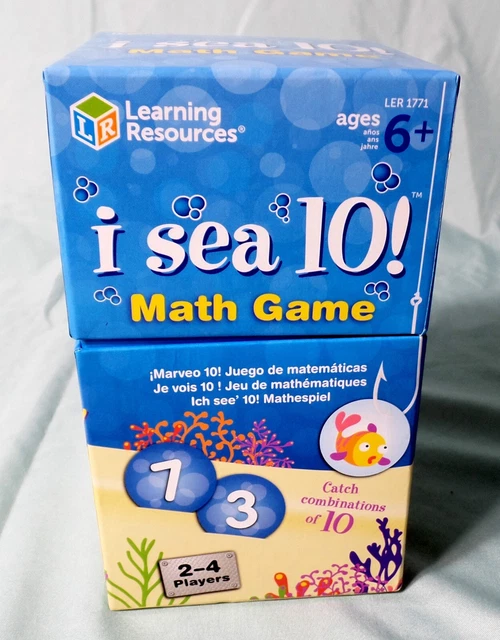 i sea 10!
Math Game
LR
Learning
Resources®
LER 1771
ages 6+
años
ans
jahre
i sea 10!™
Math Game
¡Marveo 10! Juego de matemáticas
Je vois 10 ! Jeu de mathématiques
Ich see' 10! Mathespiel
7
3
Catch
combinations
of 10
2–4
Players